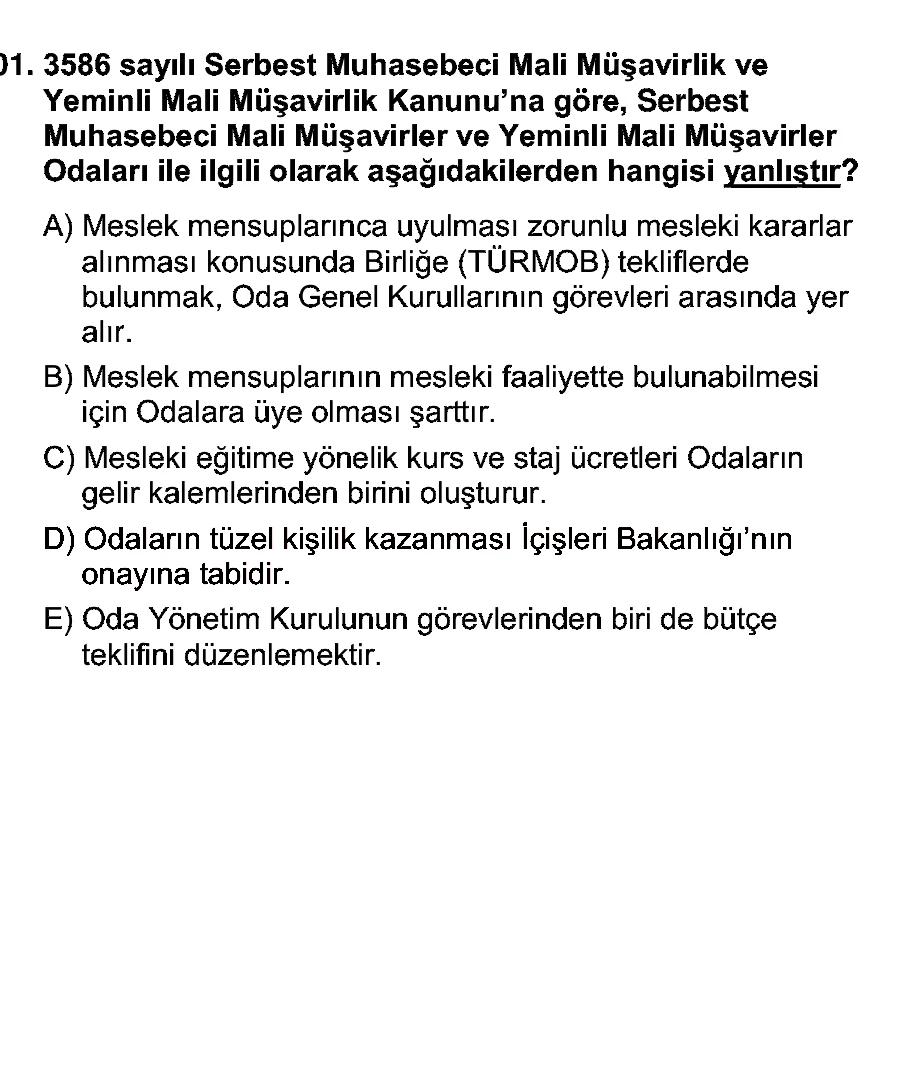 01. 3586 sayılı Serbest Muhasebeci Mali Müşavirlik ve
Yeminli Mali Müşavirlik Kanunu’na göre, Serbest
Muhasebeci Mali Müşavirler ve Yeminli Mali Müşavirler
Odaları ile ilgili olarak aşağıdakilerden hangisi yanlıştır?
A) Meslek mensuplarınca uyulması zorunlu mesleki kararlar
alınması konusunda Birliğe (TÜRMOB) tekliflerde
bulunmak, Oda Genel Kurullarının görevleri arasında yer
alır.
B) Meslek mensuplarının mesleki faaliyette bulunabilmesi
için Odalara üye olması şarttır.
C) Mesleki eğitime yönelik kurs ve staj ücretleri Odaların
gelir kalemlerinden birini oluşturur.
D) Odaların tüzel kişilik kazanması İçişleri Bakanlığı’nın
onayına tabidir.
E) Oda Yönetim Kurulunun görevlerinden biri de bütçe
teklifini düzenlemektir.